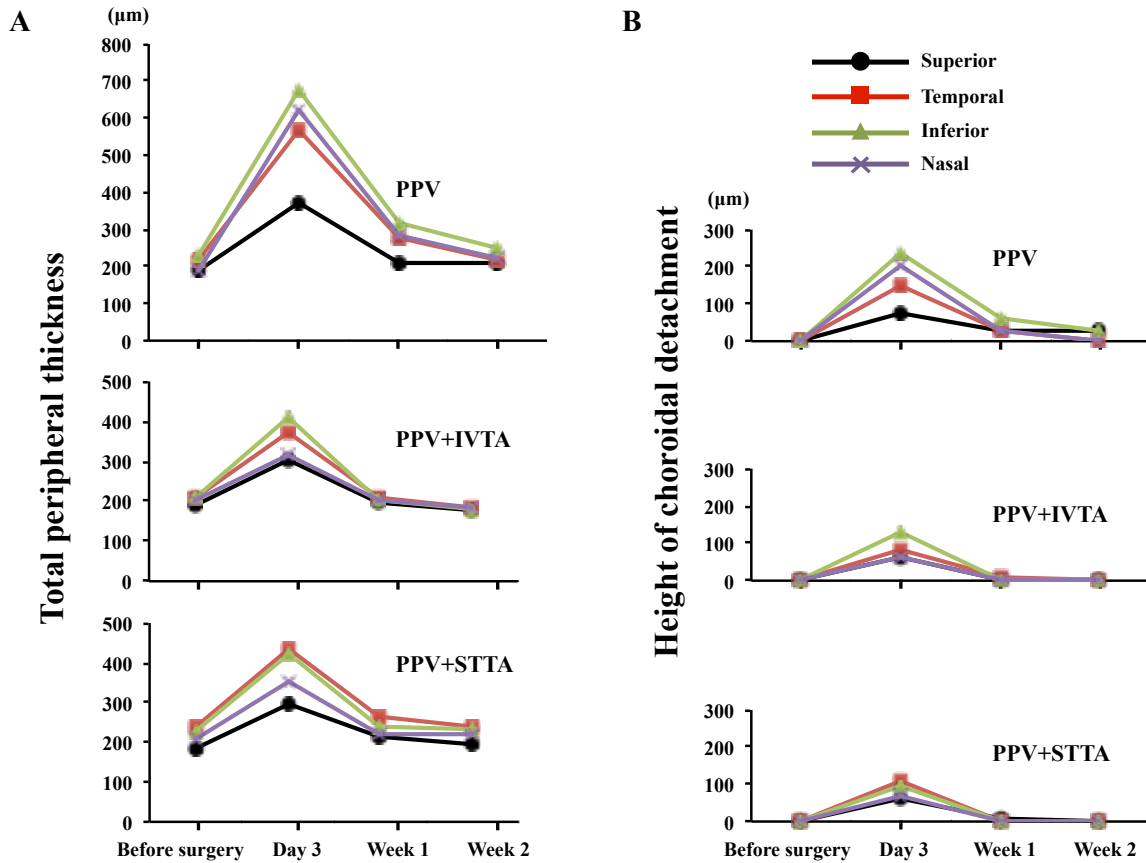 A
(μm)
Total peripheral thickness
800
700
600
500
400
300
200
100
0
PPV
500
400
300
200
100
0
PPV+IVTA
500
400
300
200
100
0
PPV+STTA
Before surgery Day 3 Week 1 Week 2
B
Superior
Temporal
Inferior
Nasal
(μm)
Height of choroidal detachment
300
200
100
0
PPV
300
200
100
0
PPV+IVTA
300
200
100
0
PPV+STTA
Before surgery Day 3 Week 1 Week 2